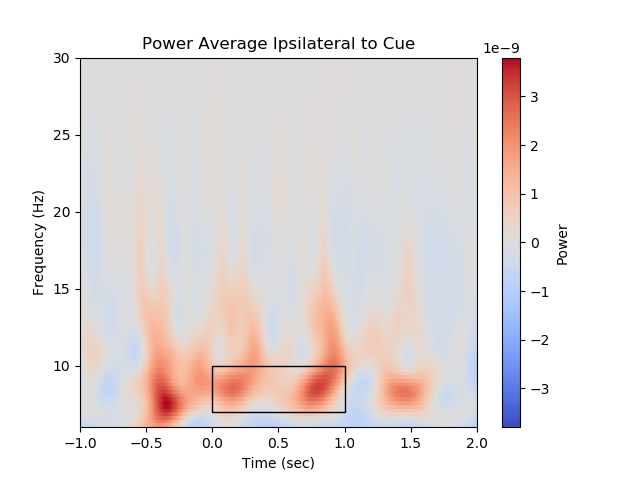 Power Average Ipsilateral to Cue
1e−9
30
25
20
15
10
Frequency (Hz)
−1.0 −0.5 0.0 0.5 1.0 1.5 2.0
Time (sec)
3
2
1
0
−1
−2
−3
Power